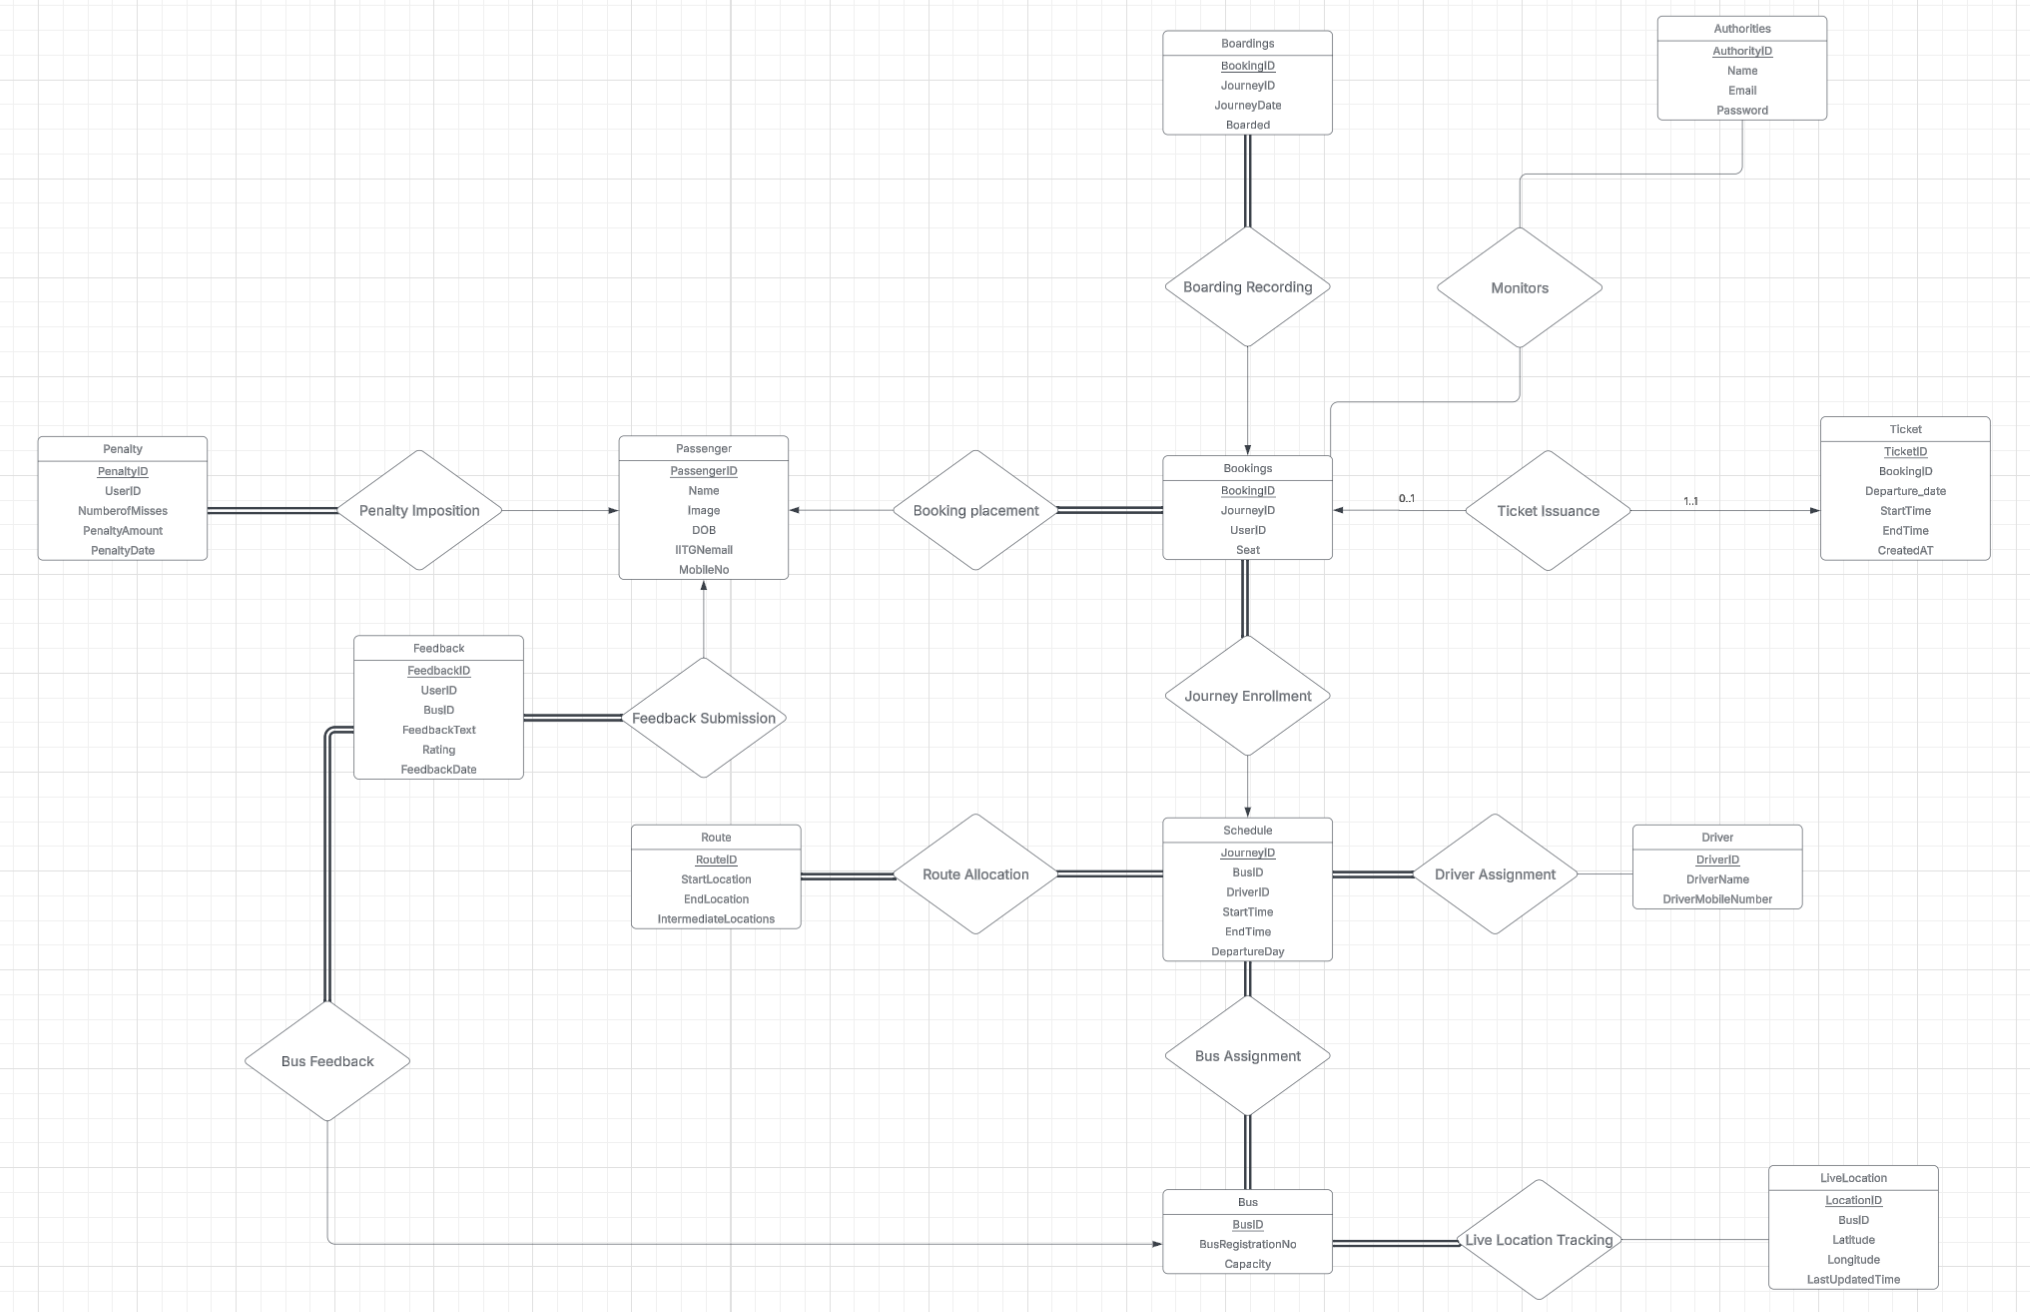 Boardings
BookingID
JourneyID
JourneyDate
Boarded
Authorities
AuthorityID
Name
Email
Password
Boarding Recording
Monitors
Penalty
PenaltyID
UserID
NumberofMisses
PenaltyAmount
PenaltyDate
Penalty Imposition
Passenger
PassengerID
Name
Image
DOB
IITGNemail
MobileNo
Booking placement
Bookings
BookingID
JourneyID
UserID
Seat
0..1
Ticket Issuance
1..1
Ticket
TicketID
BookingID
Departure_date
StartTime
EndTime
CreatedAT
Feedback
FeedbackID
UserID
BusID
FeedbackText
Rating
FeedbackDate
Feedback Submission
Journey Enrollment
Route
RouteID
StartLocation
EndLocation
IntermediateLocations
Route Allocation
Schedule
JourneyID
BusID
DriverID
StartTime
EndTime
DepartureDay
Driver Assignment
Driver
DriverID
DriverName
DriverMobileNumber
Bus Feedback
Bus Assignment
Bus
BusID
BusRegistrationNo
Capacity
Live Location Tracking
LiveLocation
LocationID
BusID
Latitude
Longitude
LastUpdatedTime